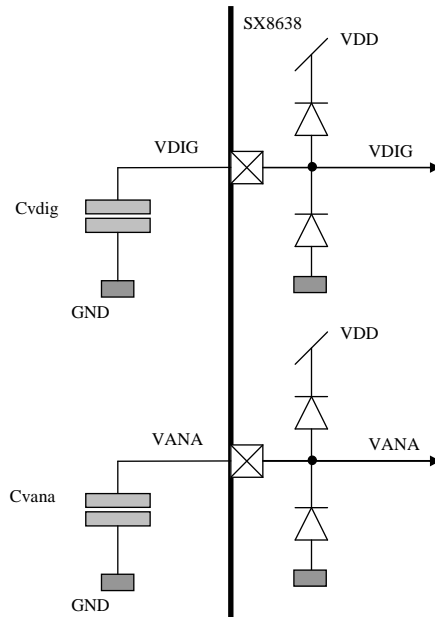 SX8638
VDD
VDIG
VDIG
Cvdig
GND
VDD
VANA
VANA
Cvana
GND